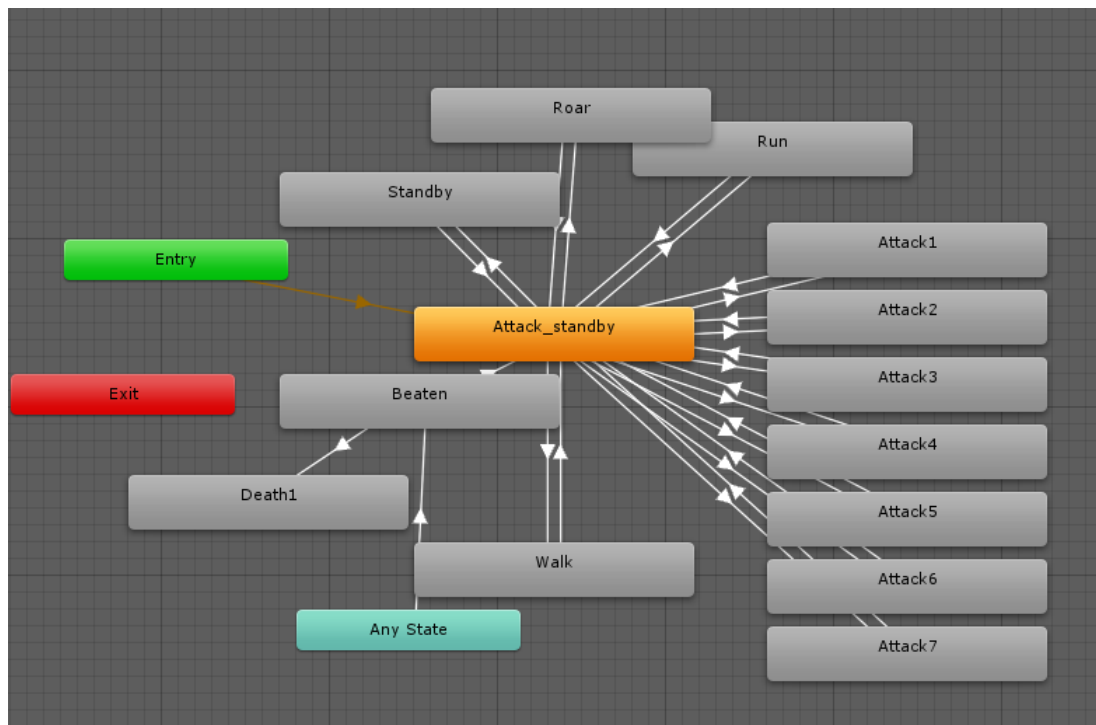 Roar
Run
Standby
Attack1
Entry
Attack2
Attack_standby
Attack3
Exit
Beaten
Attack4
Death1
Attack5
Walk
Attack6
Any State
Attack7